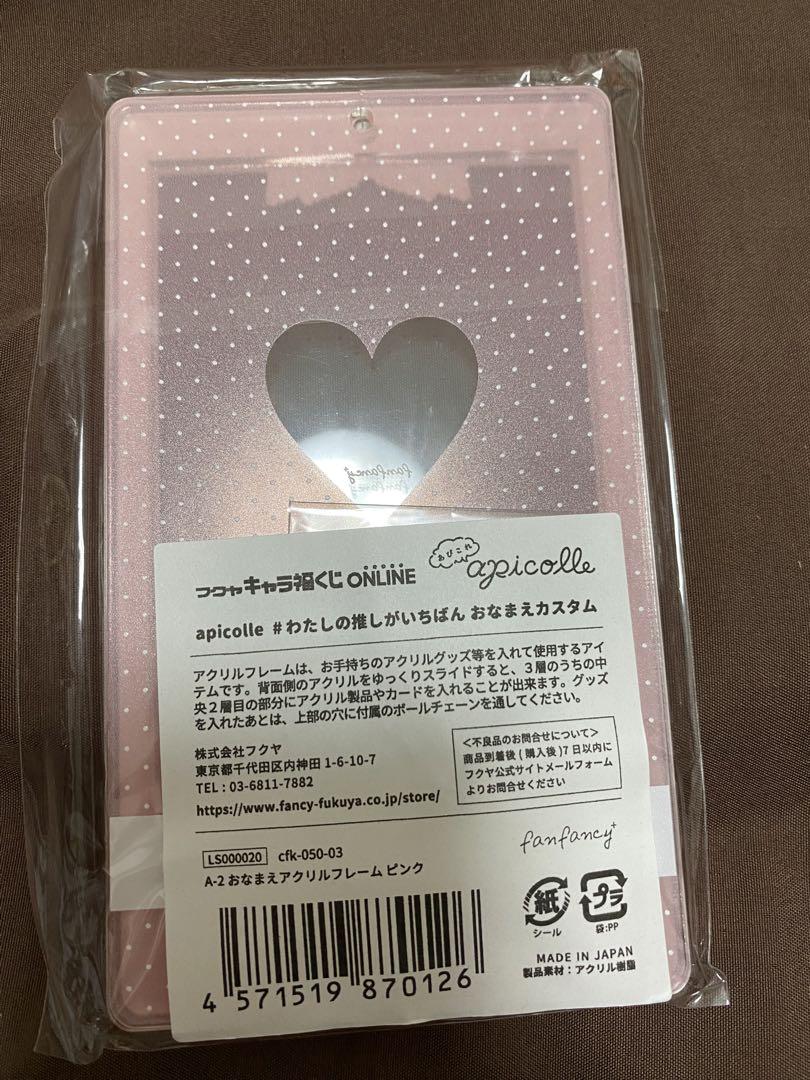 fanfancy+
フクヤキャラ福くじONLINE
あぴこれ
apicolle
apicolle #わたしの推しがいちばん おなまえカスタム
アクリルフレームは、お手持ちのアクリルグッズ等を入れて使用するアイ
テムです。背面側のアクリルをゆっくりスライドすると、3層のうちの中
央2層目の部分にアクリル製品やカードを入れることが出来ます。グッズ
を入れたあとは、上部の穴に付属のボールチェーンを通してください。
株式会社フクヤ
東京都千代田区内神田1-6-10-7
TEL : 03-6811-7882
https://www.fancy-fukuya.co.jp/store/
<不良品のお問合せについて>
商品到着後(購入後)7日以内に
フクヤ公式サイトメールフォーム
よりお問合せください
LS000020 cfk-050-03
A-2 おなまえアクリルフレーム ピンク
fanfancy+
紙
シール
プラ
袋:PP
MADE IN JAPAN
製品素材：アクリル樹脂
4 571519 870126